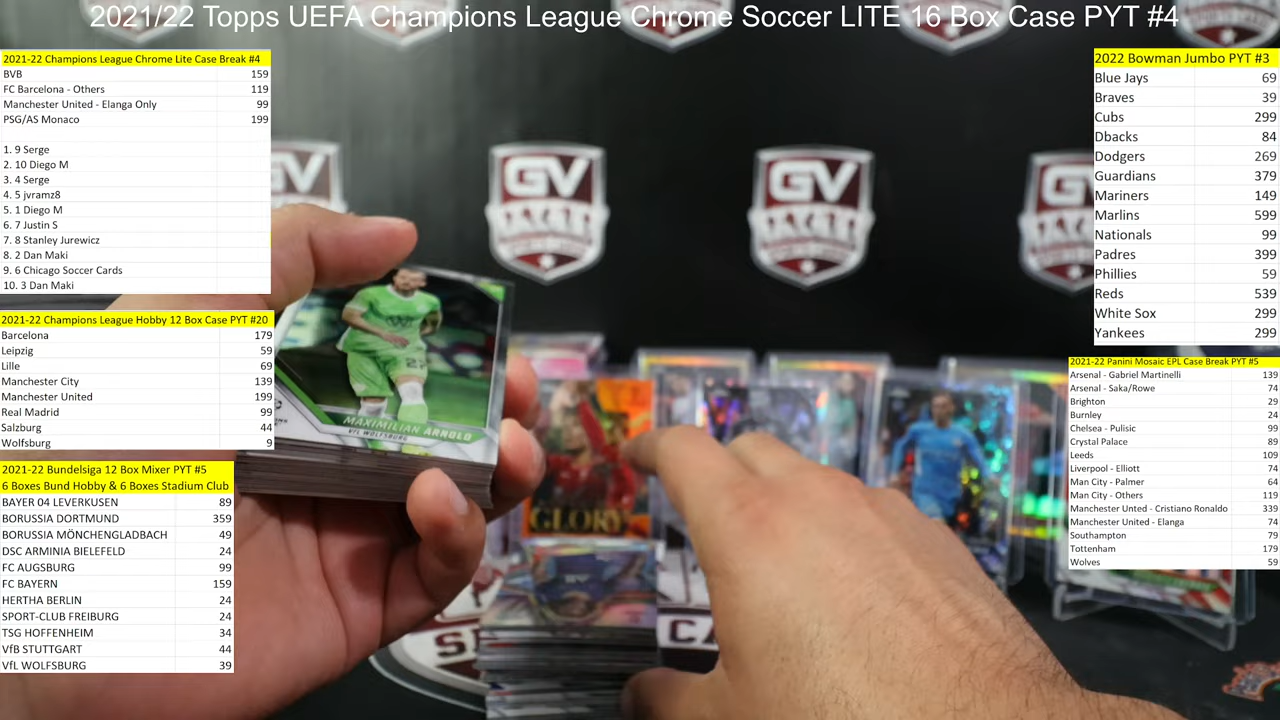 2021/22 Topps UEFA Champions League Chrome Soccer LITE 16 Box Case PYT #4
2021-22 Champions League Chrome Lite Case Break #4
BVB 159
FC Barcelona - Others 119
Manchester United - Elanga Only 99
PSG/AS Monaco 199
1. 9 Serge
2. 10 Diego M
3. 4 Serge
4. 5 jvramz8
5. 1 Diego M
6. 7 Justin S
7. 8 Stanley Jurewicz
8. 2 Dan Maki
9. 6 Chicago Soccer Cards
10. 3 Dan Maki
2021-22 Champions League Hobby 12 Box Case PYT #20
Barcelona 179
Leipzig 59
Lille 69
Manchester City 139
Manchester United 199
Real Madrid 99
Salzburg 44
Wolfsburg 9
2021-22 Bundelsiga 12 Box Mixer PYT #5
6 Boxes Bund Hobby & 6 Boxes Stadium Club
BAYER 04 LEVERKUSEN 89
BORUSSIA DORTMUND 359
BORUSSIA MÖNCHENGLADBACH 49
DSC ARMINIA BIELEFELD 24
FC AUGSBURG 99
FC BAYERN 159
HERTHA BERLIN 24
SPORT-CLUB FREIBURG 24
TSG HOFFENHEIM 34
VfB STUTTGART 44
VfL WOLFSBURG 39
2022 Bowman Jumbo PYT #3
Blue Jays 69
Braves 39
Cubs 299
Dbacks 84
Dodgers 269
Guardians 379
Mariners 149
Marlins 599
Nationals 99
Padres 399
Phillies 59
Reds 539
White Sox 299
Yankees 299
2021-22 Panini Mosaic EPL Case Break PYT #5
Arsenal - Gabriel Martinelli 139
Arsenal - Saka/Rowe 74
Brighton 29
Burnley 24
Chelsea - Pulisic 99
Crystal Palace 89
Leeds 109
Liverpool - Elliott 74
Man City - Palmer 64
Man City - Others 119
Manchester Unted - Cristiano Ronaldo 339
Manchester United - Elanga 74
Southampton 79
Tottenham 179
Wolves 59
GV
GV
GV
MAXIMILIAN ARNOLD
VFL WOLFSBURG
GLORY